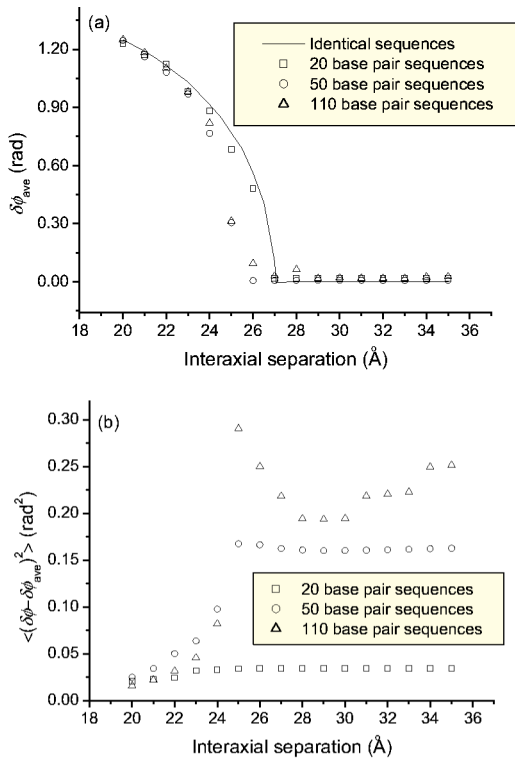 (a)
Identical sequences
20 base pair sequences
50 base pair sequences
110 base pair sequences
1.20
0.90
0.60
0.30
0.00
δϕave (rad)
18 20 22 24 26 28 30 32 34 36
Interaxial separation (Å)
(b)
0.30
0.25
0.20
0.15
0.10
0.05
0.00
<(δϕ-δϕave)²> (rad²)
20 base pair sequences
50 base pair sequences
110 base pair sequences
18 20 22 24 26 28 30 32 34 36
Interaxial separation (Å)